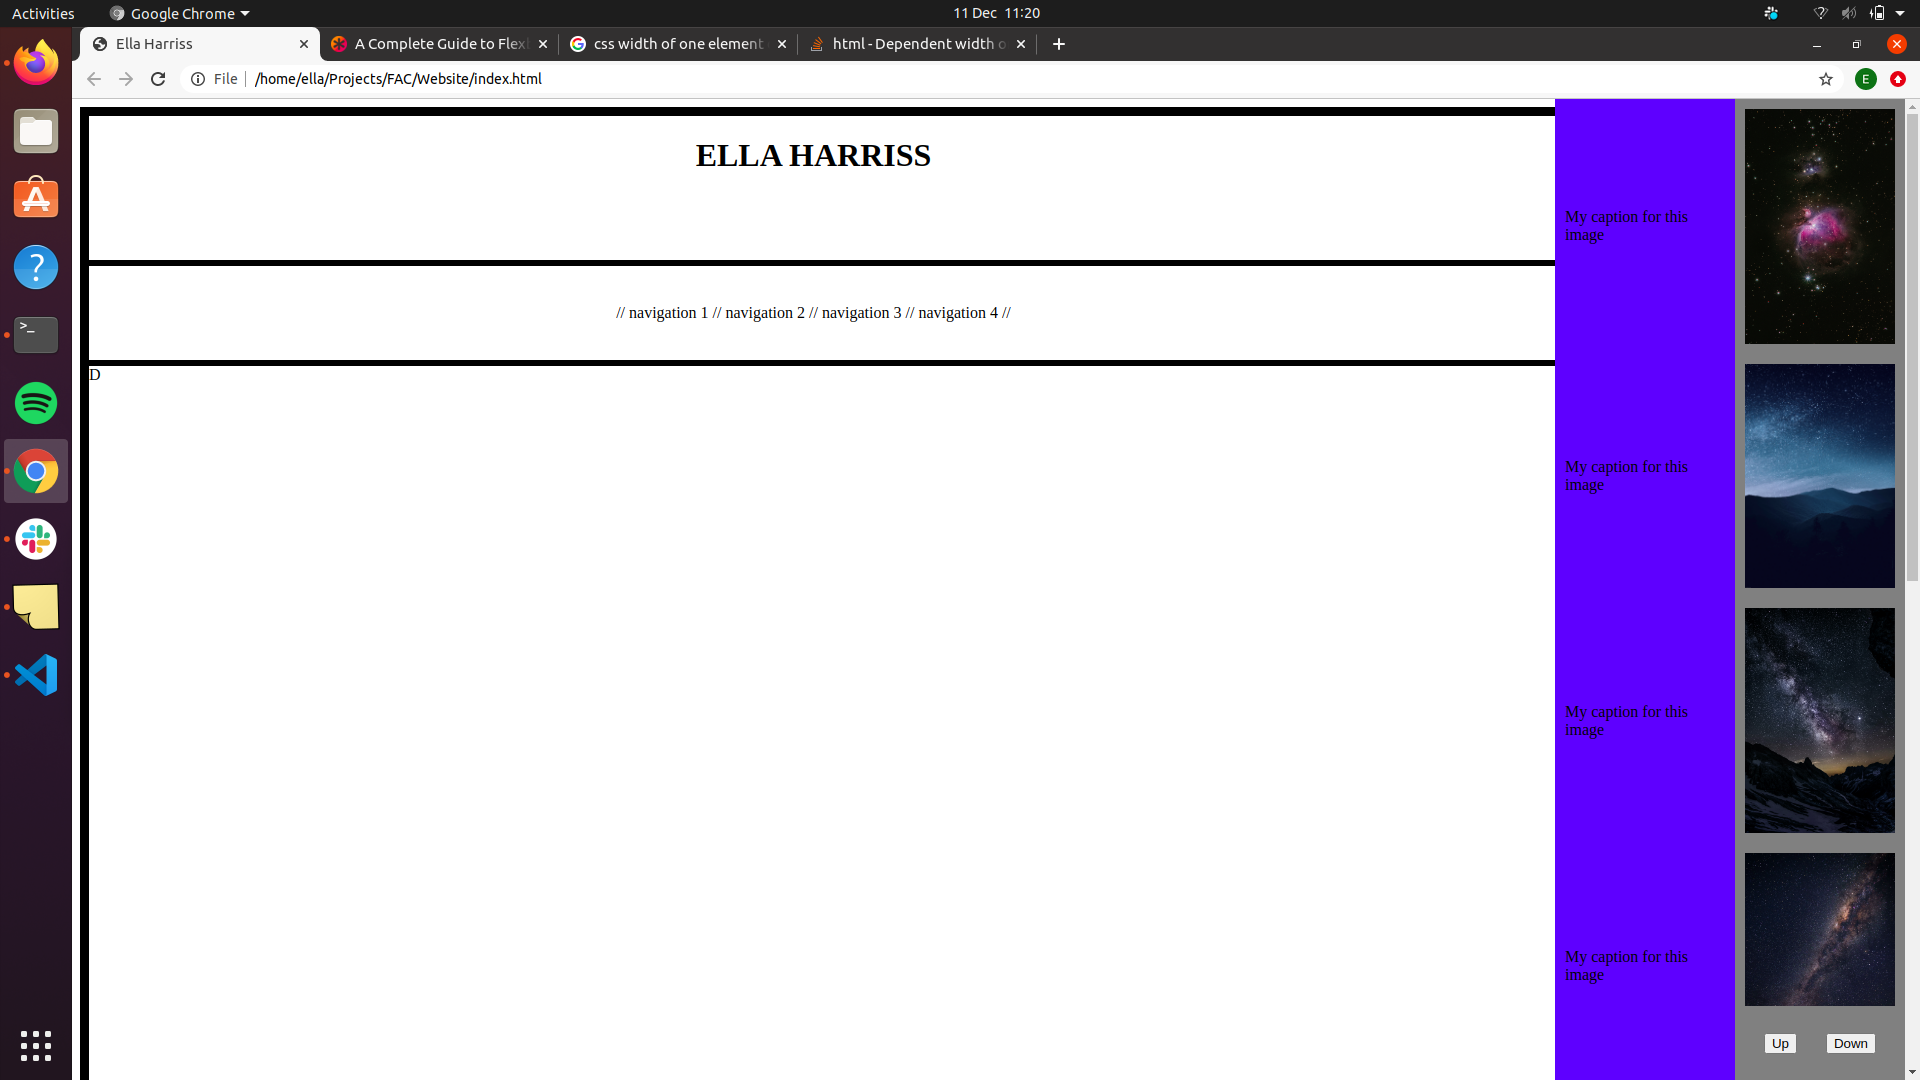 Activities
Google Chrome
11 Dec 11:20
Ella Harriss
A Complete Guide to Flex
css width of one element
html - Dependent width o
File
/home/ella/Projects/FAC/Website/index.html
E
ELLA HARRISS
// navigation 1 // navigation 2 // navigation 3 // navigation 4 //
D
My caption for this
image
My caption for this
image
My caption for this
image
My caption for this
image
Up
Down